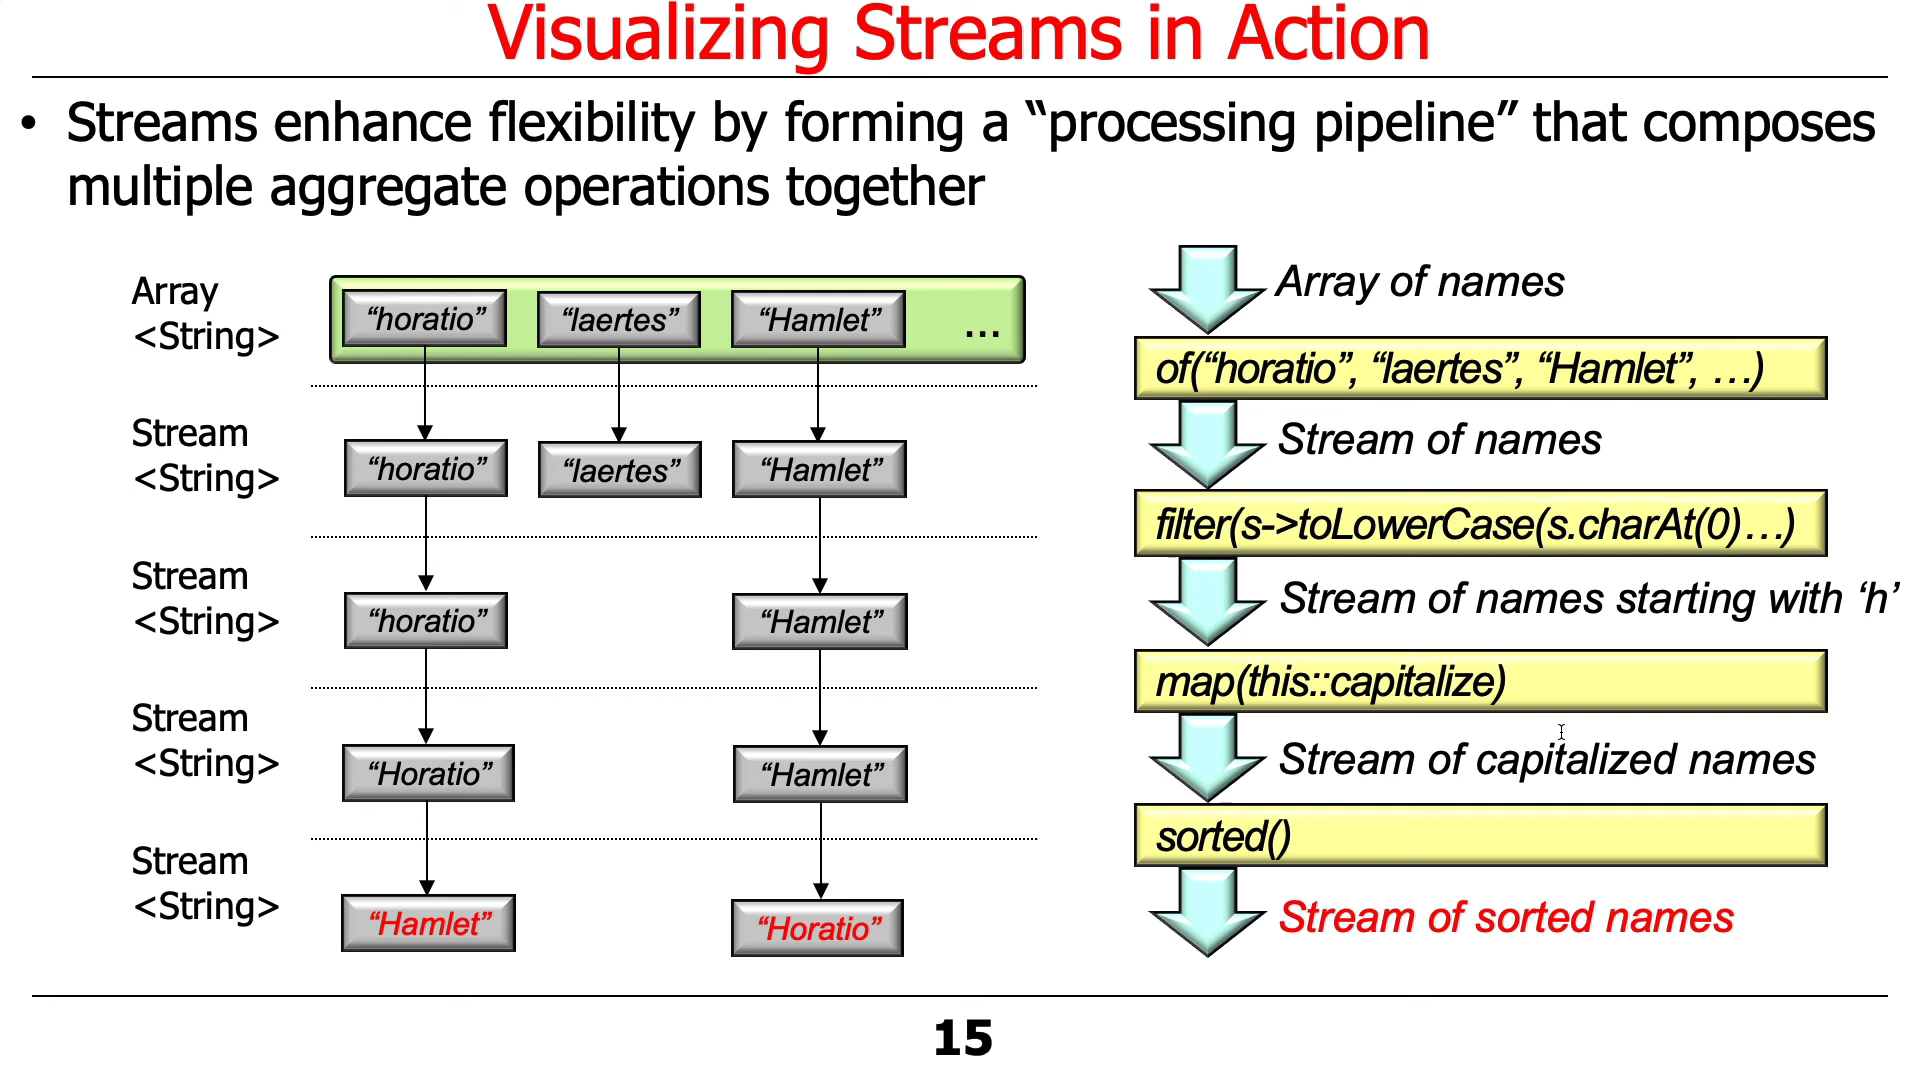 Visualizing Streams in Action
• Streams enhance flexibility by forming a “processing pipeline” that composes
multiple aggregate operations together
Array
<String>
“horatio” “laertes” “Hamlet” ...
Stream
<String>
“horatio” “laertes” “Hamlet”
Stream
<String>
“horatio” “Hamlet”
Stream
<String>
“Horatio” “Hamlet”
Stream
<String>
“Hamlet” “Horatio”
Array of names
of(“horatio”, “laertes”, “Hamlet”, …)
Stream of names
filter(s->toLowerCase(s.charAt(0)…)
Stream of names starting with ‘h’
map(this::capitalize)
Stream of capitalized names
sorted()
Stream of sorted names
15